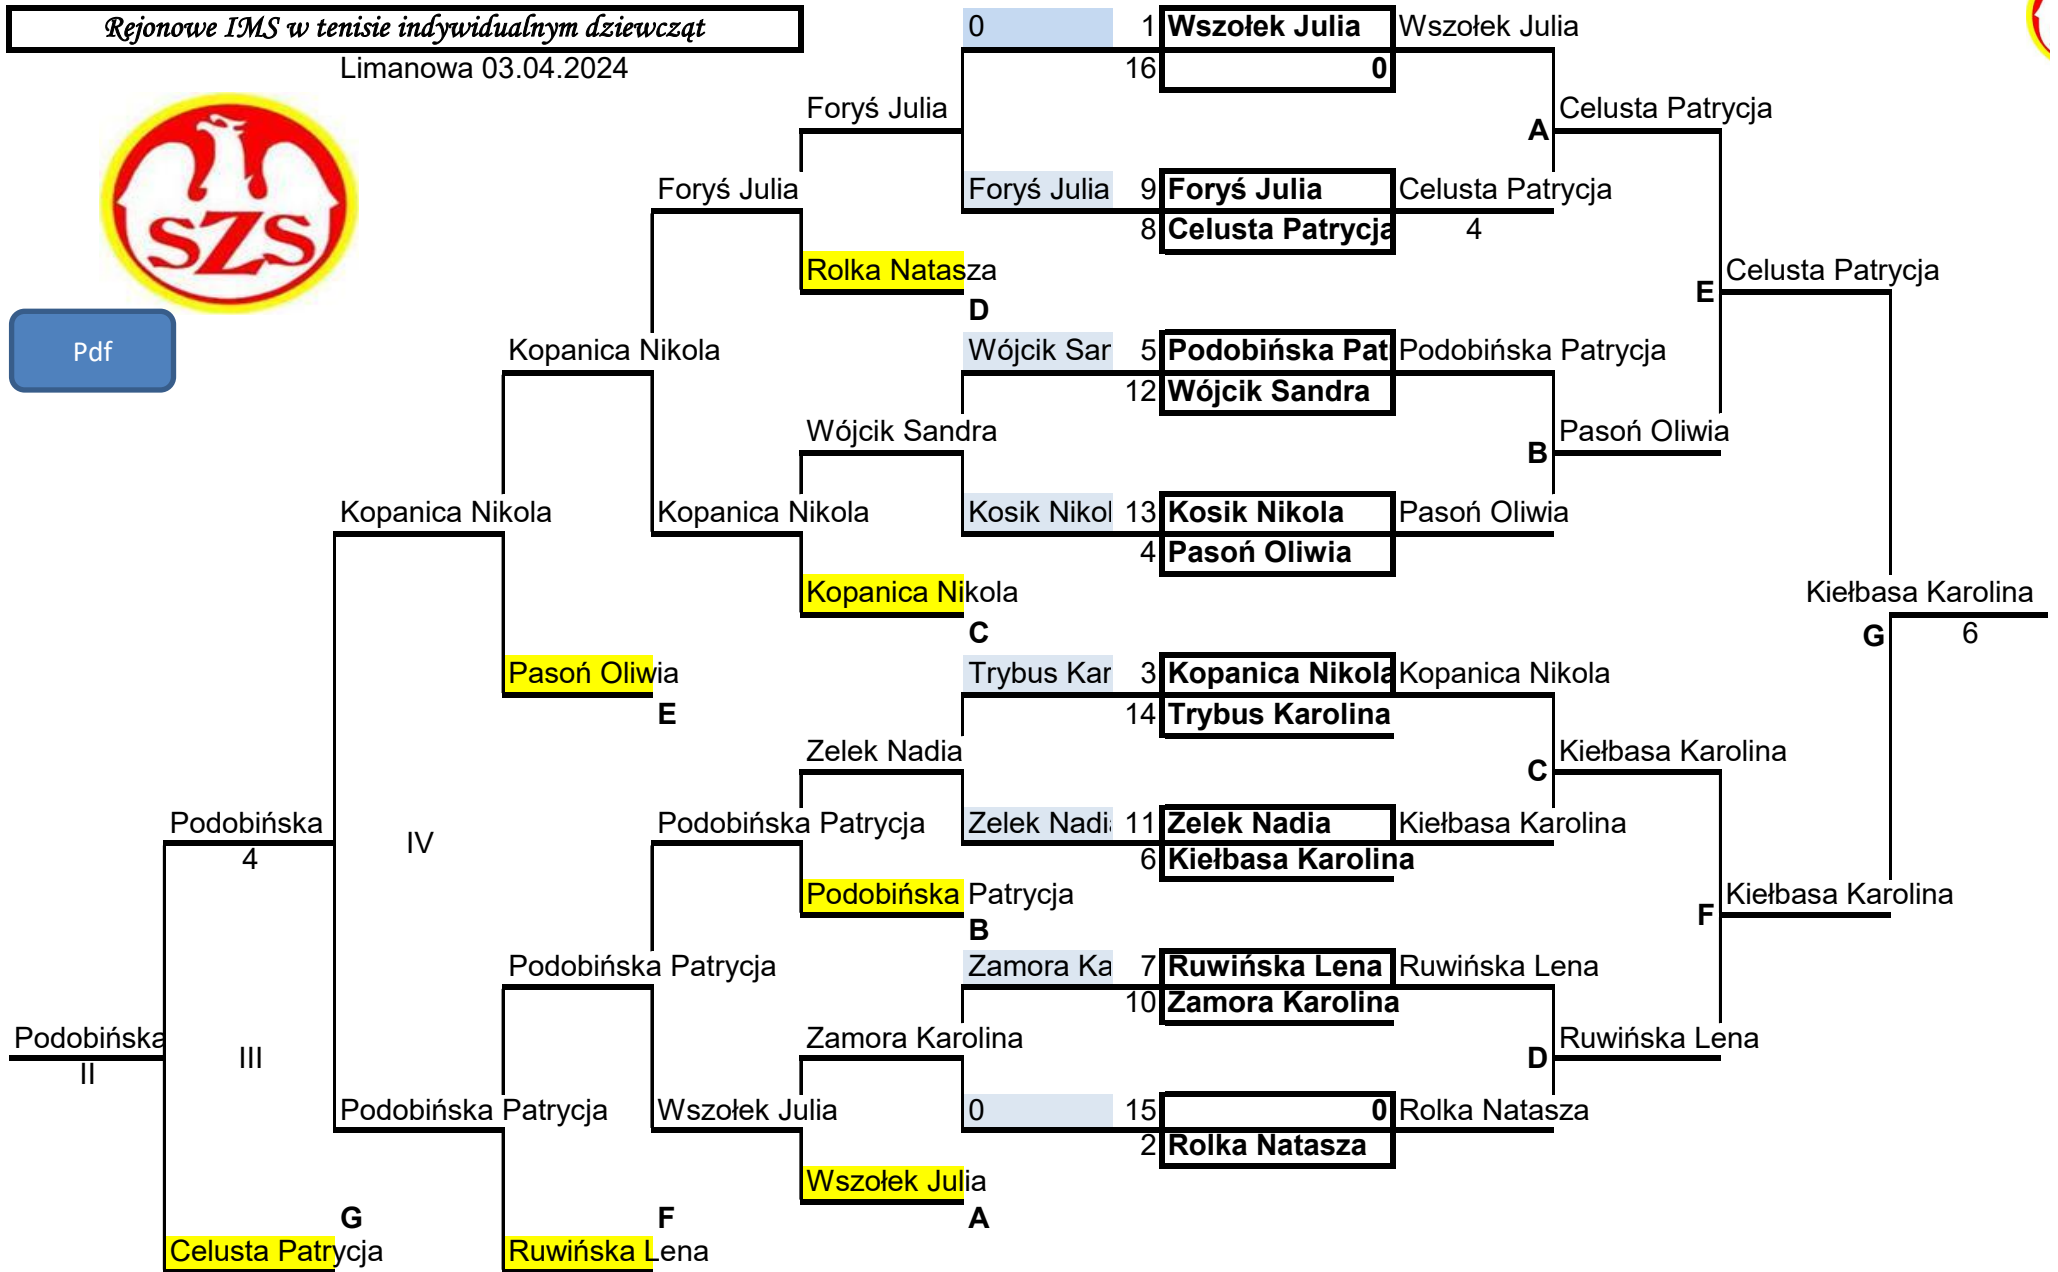 Rejonowe IMS w tenisie indywidualnym dziewcząt
0 1 Wszołek Julia Wszołek Julia
Limanowa 03.04.2024
16 0
Foryś Julia Celusta Patrycja
A
Foryś Julia Foryś Julia 9 Foryś Julia Celusta Patrycja
8 Celusta Patrycja 4
SZS
Rolka Natasza Celusta Patrycja
E
D
Pdf
Kopanica Nikola Wójcik San 5 Podobińska Pat Podobińska Patrycja
12 Wójcik Sandra
Wójcik Sandra Pasoń Oliwia
B
Kopanica Nikola Kopanica Nikola Kosik Nikol 13 Kosik Nikola Pasoń Oliwia
4 Pasoń Oliwia
Kopanica Nikola Kiełbasa Karolina
C G 6
Pasoń Oliwia Trybus Kar 3 Kopanica Nikola Kopanica Nikola
E 14 Trybus Karolina
Zelek Nadia Kiełbasa Karolina
C
Podobińska IV Podobińska Patrycja Zelek Nadi 11 Zelek Nadia Kiełbasa Karolina
4 6 Kiełbasa Karolina
Podobińska Patrycja Kiełbasa Karolina
B F
Podobińska Patrycja Zamora Ka 7 Ruwińska Lena Ruwińska Lena
10 Zamora Karolina
Podobińska III Zamora Karolina Ruwińska Lena
II D
Podobińska Patrycja Wszołek Julia 0 15 0 Rolka Natasza
2 Rolka Natasza
Wszołek Julia
G F A
Celusta Patrycja Ruwińska Lena